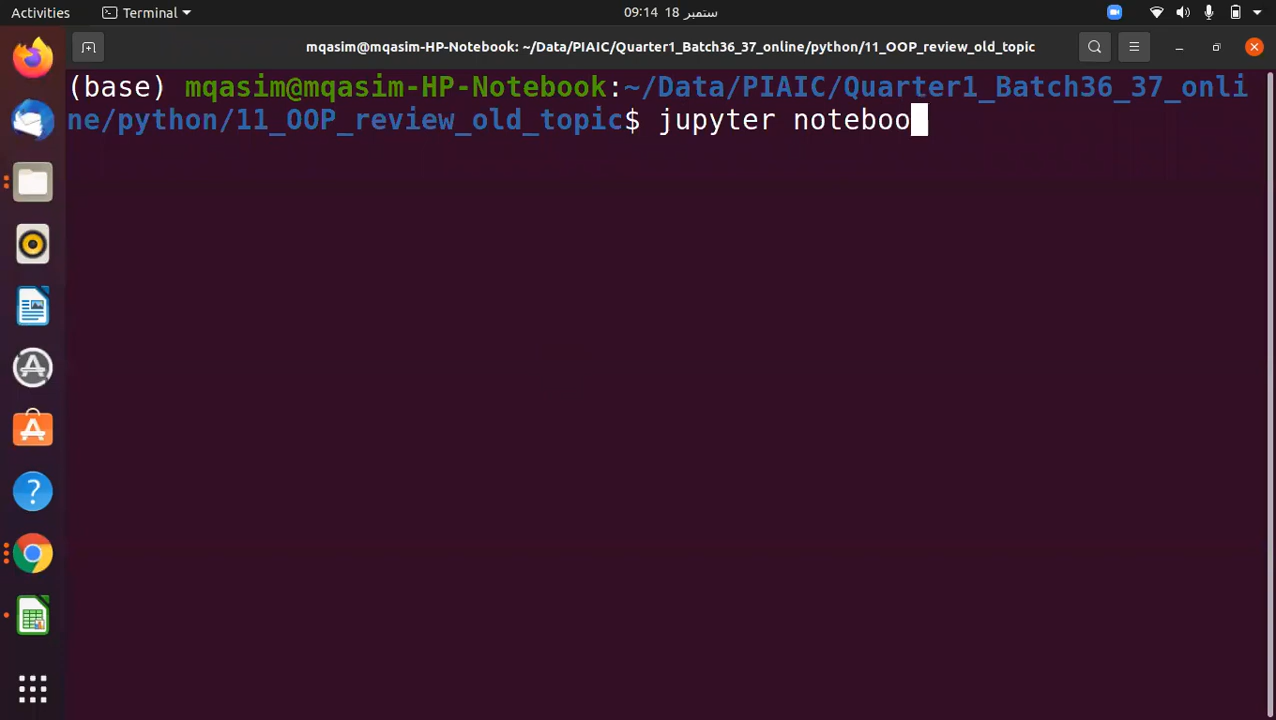 Activities
Terminal
09:14 18 ستمبر
mqasim@mqasim-HP-Notebook: ~/Data/PIAIC/Quarter1_Batch36_37_online/python/11_OOP_review_old_topic
(base) mqasim@mqasim-HP-Notebook:~/Data/PIAIC/Quarter1_Batch36_37_onli
ne/python/11_OOP_review_old_topic$ jupyter noteboo